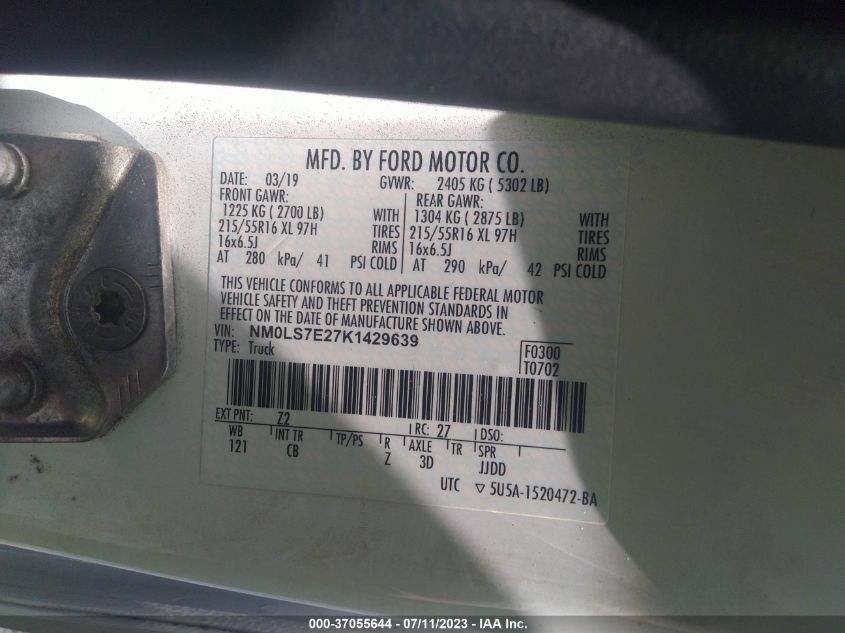 MFD. BY FORD MOTOR CO.
DATE: 03/19 GVWR: 2405 KG ( 5302 LB)
FRONT GAWR: REAR GAWR:
1225 KG ( 2700 LB) WITH 1304 KG ( 2875 LB) WITH
215/55R16 XL 97H TIRES 215/55R16 XL 97H TIRES
16x6.5J RIMS 16x6.5J RIMS
AT 280 kPa/ 41 PSI COLD AT 290 kPa/ 42 PSI COLD
THIS VEHICLE CONFORMS TO ALL APPLICABLE FEDERAL MOTOR
VEHICLE SAFETY AND THEFT PREVENTION STANDARDS IN
EFFECT ON THE DATE OF MANUFACTURE SHOWN ABOVE.
VIN: NM0LS7E27K1429639
TYPE: Truck F0300
T0702
EXT PNT: Z2 RC: 27 DSO:
WB INT TR TP/PS R AXLE TR SPR
121 CB Z 3D JJDD
UTC ▽ 5U5A-1520472-BA
000-37055644 - 07/11/2023 - IAA Inc.